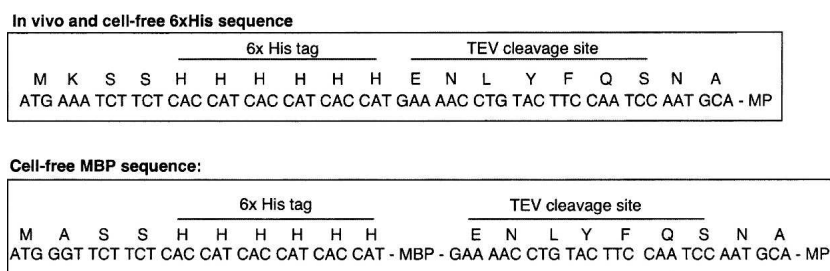 In vivo and cell-free 6xHis sequence
6x His tag TEV cleavage site
M K S S H H H H H H E N L Y F Q S N A
ATG AAA TCT TCT CAC CAT CAC CAT CAC CAT GAA AAC CTG TAC TTC CAA TCC AAT GCA - MP
Cell-free MBP sequence:
6x His tag TEV cleavage site
M A S S H H H H H H E N L Y F Q S N A
ATG GGT TCT TCT CAC CAT CAC CAT CAC CAT - MBP - GAA AAC CTG TAC TTC CAA TCC AAT GCA - MP